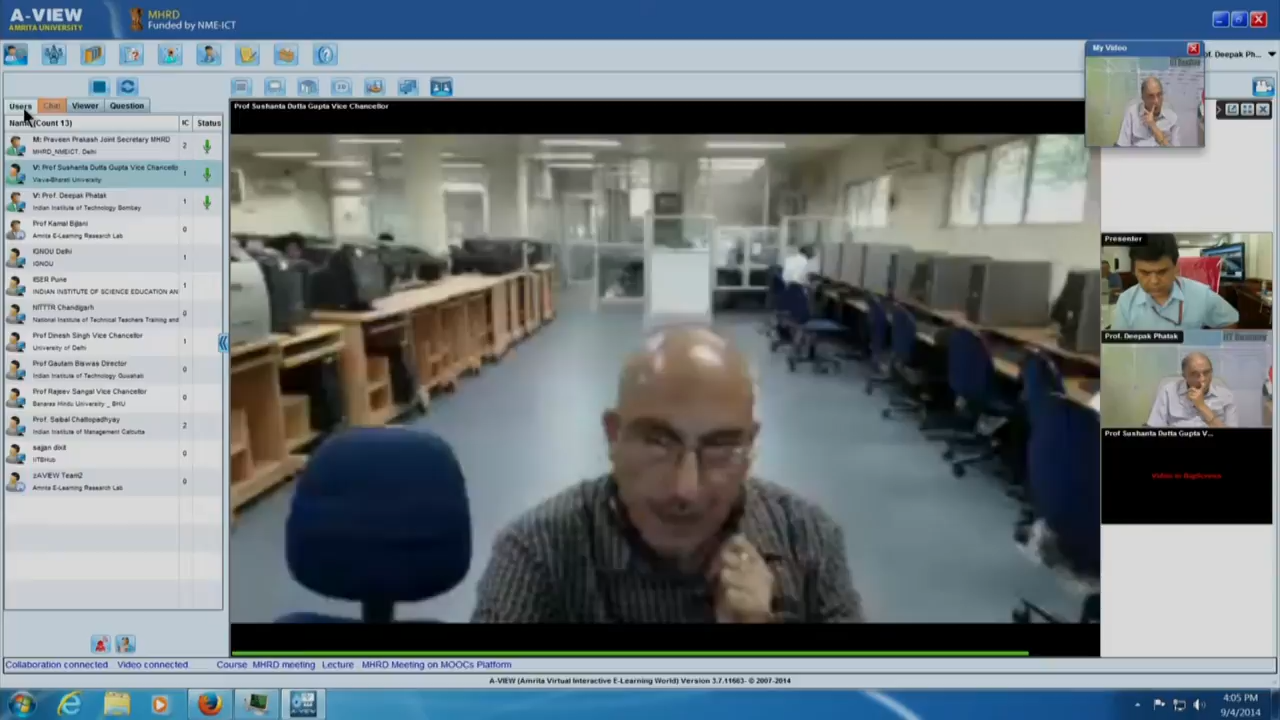 A-VIEW
AMRITA UNIVERSITY
MHRD
Funded by NME-ICT
My Video
of. Deepak Ph...
Users
Chat
Viewer
Question
Prof Sushanta Dutta Gupta Vice Chancellor
(Count 13)
IC
Status
M: Praveen Prakash Joint Secretary MHRD
2
MHRD_NMEICT, Delhi
V: Prof Sushanta Dutta Gupta Vice Chancello
1
Visva-Bharati University
V: Prof. Deepak Phatak
1
Indian Institute of Technology Bombay
Prof Kamal Bijlani
0
Amrita E-Learning Research Lab
IGNOU Delhi
1
IGNOU
IISER Pune
1
INDIAN INSTITUTE OF SCIENCE EDUCATION AN
NITTTR Chandigarh
0
National Institute of Technical Teachers Training and
Prof Dinesh Singh Vice Chancellor
1
University of Delhi
Prof Gautam Biswas Director
0
Indian Institute of Technology Guwahati
Prof Rajeev Sangal Vice Chancellor
0
Banaras Hindu University _ BHU
Prof. Saibal Chattopadhyay
2
Indian Institute of Management Calcutta
sajjan dixit
0
IITBHub
zAVIEW Team2
0
Amrita E-Learning Research Lab
Presenter
Prof. Deepak Phatak
Prof Sushanta Dutta Gupta V...
Collaboration connected
Video connected
Course
MHRD meeting
Lecture
MHRD Meeting on MOOCs Platform
A-VIEW (Amrita Virtual Interactive E-Learning World) Version 3.7.11663- © 2007-2014
4:05 PM
9/4/2014